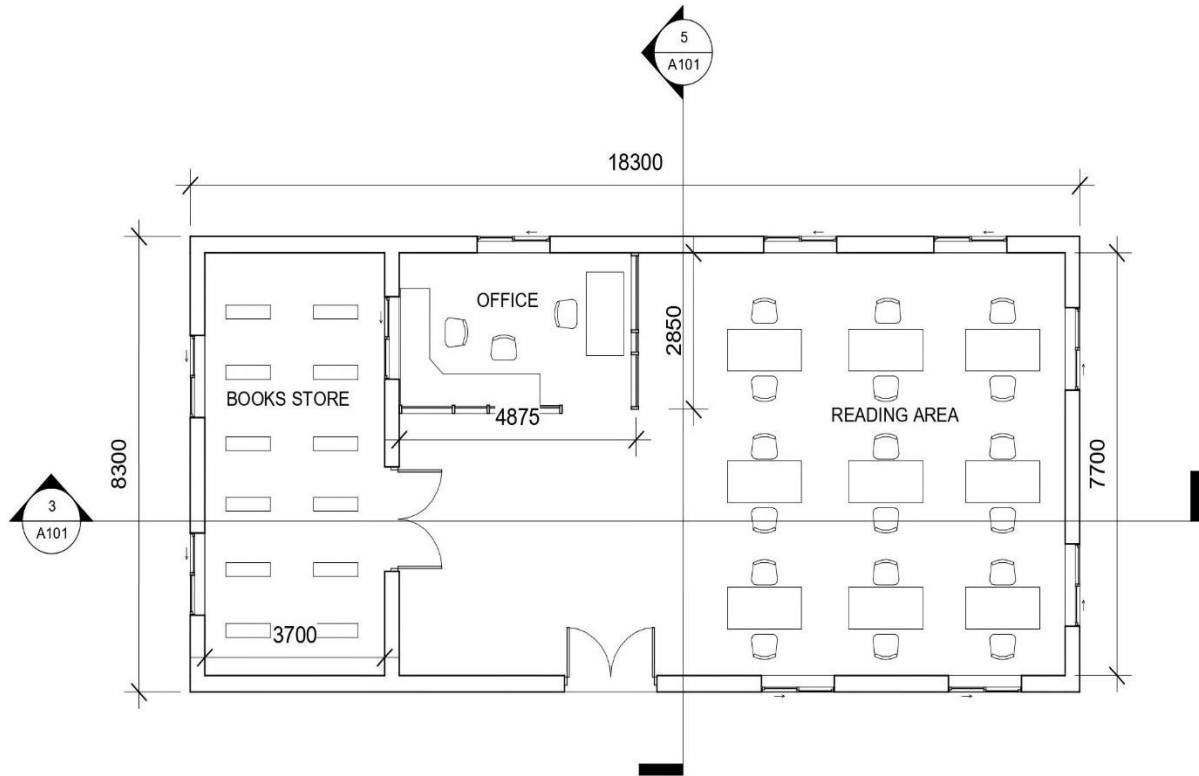 5
A101
18300
OFFICE
2850
BOOKS STORE
4875
READING AREA
8300
7700
3
A101
3700